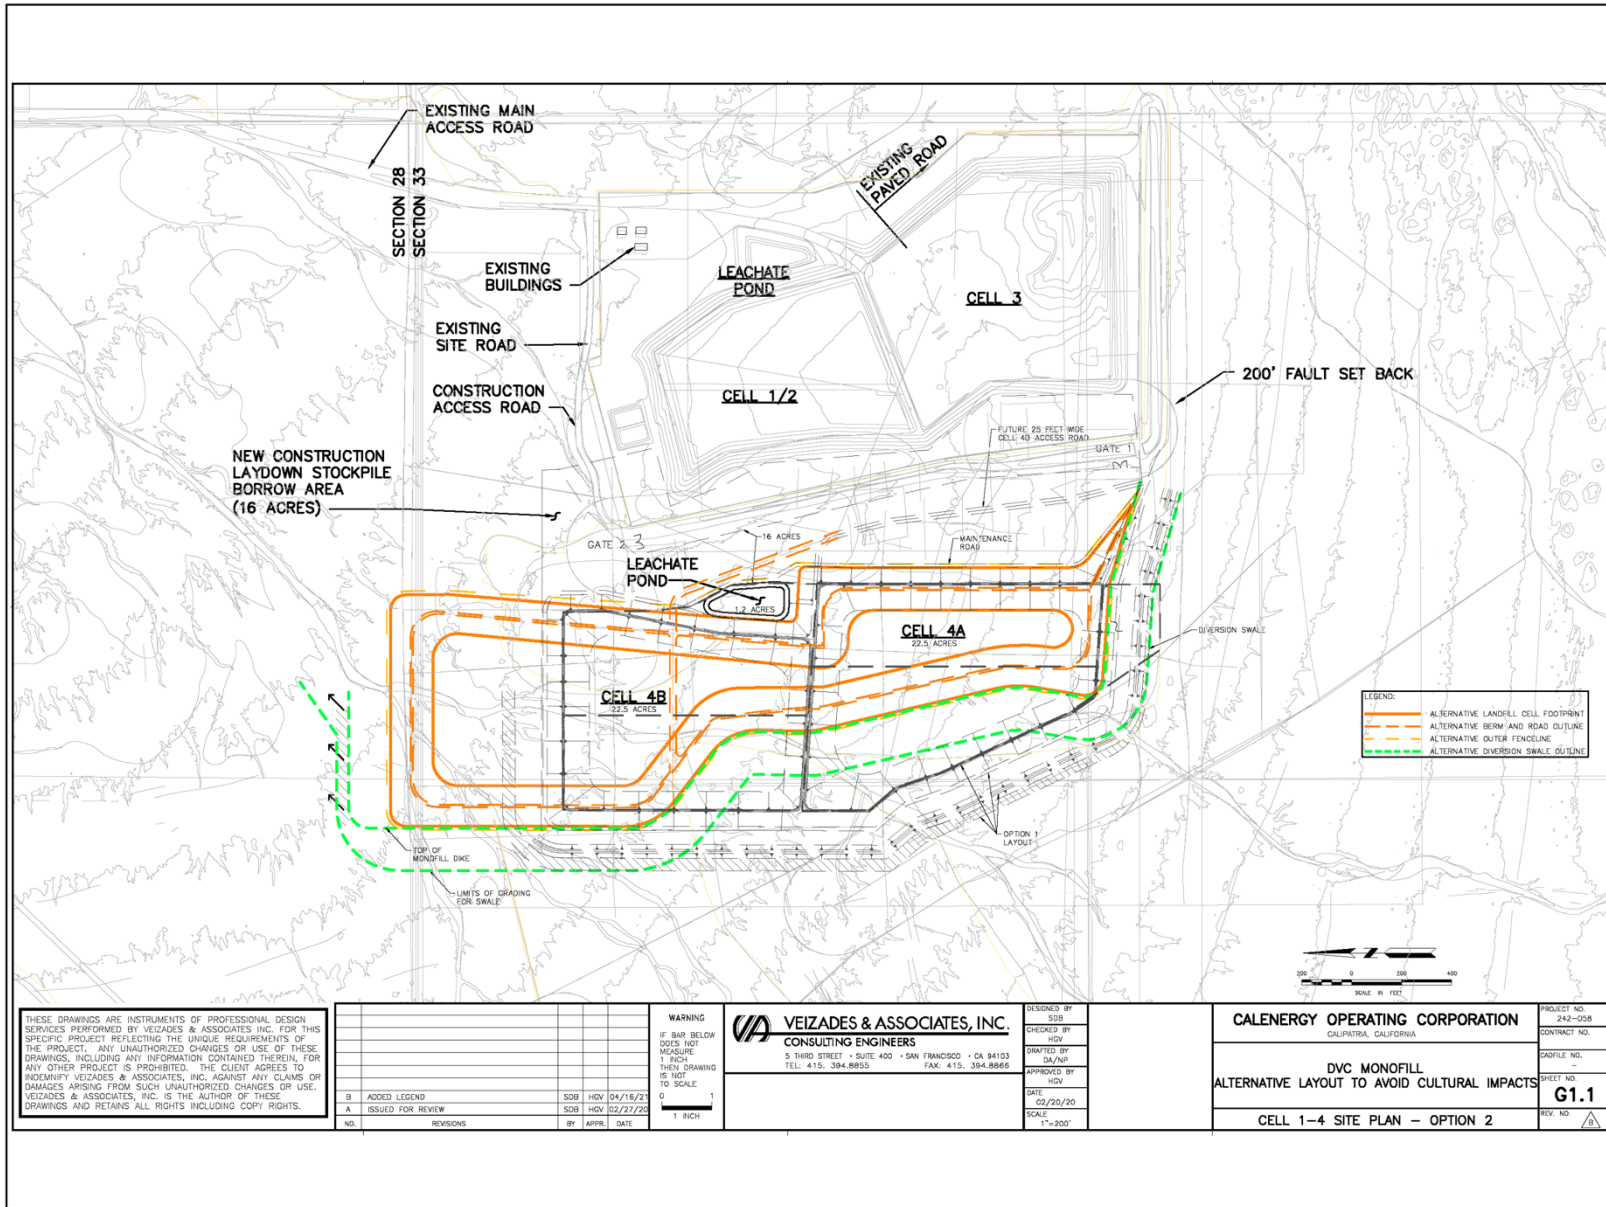 EXISTING MAIN
ACCESS ROAD
SECTION 28
SECTION 33
EXISTING
PAVED ROAD
EXISTING
BUILDINGS
LEACHATE
POND
CELL 3
EXISTING
SITE ROAD
200' FAULT SET BACK
CONSTRUCTION
ACCESS ROAD
CELL 1/2
FUTURE 25 FEET WIDE
CELL 4B ACCESS ROAD
GATE 1
NEW CONSTRUCTION
LAYDOWN STOCKPILE
BORROW AREA
(16 ACRES)
GATE 2
16 ACRES
MAINTENANCE
ROAD
LEACHATE
POND
1.2 ACRES
CELL 4A
22.5 ACRES
DIVERSION SWALE
CELL 4B
22.5 ACRES
LEGEND:
ALTERNATIVE LANDFILL CELL FOOTPRINT
ALTERNATIVE BERM AND ROAD OUTLINE
ALTERNATIVE OUTER FENCELINE
ALTERNATIVE DIVERSION SWALE OUTLINE
OPTION 1
LAYOUT
TOP OF
MONOFILL DIKE
LIMITS OF GRADING
FOR SWALE
200 0 200 400
SCALE IN FEET
THESE DRAWINGS ARE INSTRUMENTS OF PROFESSIONAL DESIGN
SERVICES PERFORMED BY VEIZADES & ASSOCIATES INC. FOR THIS
SPECIFIC PROJECT REFLECTING THE UNIQUE REQUIREMENTS OF
THE PROJECT. ANY UNAUTHORIZED CHANGES OR USE OF THESE
DRAWINGS, INCLUDING ANY INFORMATION CONTAINED THEREIN, FOR
ANY OTHER PROJECT IS PROHIBITED. THE CLIENT AGREES TO
INDEMNIFY VEIZADES & ASSOCIATES, INC. AGAINST ANY CLAIMS OR
DAMAGES ARISING FROM SUCH UNAUTHORIZED CHANGES OR USE.
VEIZADES & ASSOCIATES, INC. IS THE AUTHOR OF THESE
DRAWINGS AND RETAINS ALL RIGHTS INCLUDING COPY RIGHTS.
B ADDED LEGEND SDB HGV 04/16/21
A ISSUED FOR REVIEW SDB HGV 02/27/20
NO. REVISIONS BY APPR. DATE
WARNING
IF BAR BELOW
DOES NOT
MEASURE
1 INCH
THEN DRAWING
IS NOT
TO SCALE
0 1
1 INCH
VEIZADES & ASSOCIATES, INC.
CONSULTING ENGINEERS
5 THIRD STREET • SUITE 400 • SAN FRANCISCO • CA 94103
TEL: 415. 394.8855 FAX: 415. 394.8866
DESIGNED BY
SDB
CHECKED BY
HGV
DRAFTED BY
DA/NP
APPROVED BY
HGV
DATE
02/20/20
SCALE
1"=200'
CALENERGY OPERATING CORPORATION
CALIPATRIA, CALIFORNIA
DVC MONOFILL
ALTERNATIVE LAYOUT TO AVOID CULTURAL IMPACTS
CELL 1-4 SITE PLAN - OPTION 2
PROJECT NO.
242-058
CONTRACT NO.
CADFILE NO.
-
SHEET NO.
G1.1
REV. NO.
B